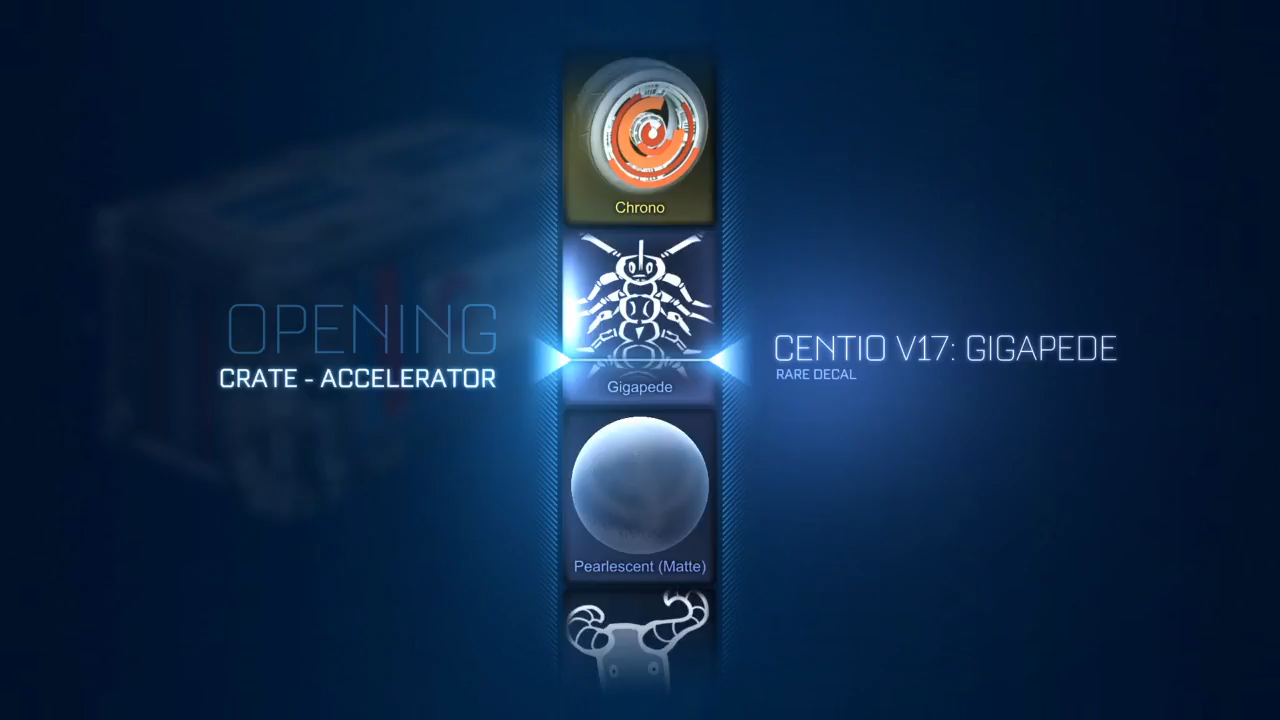 Chrono
OPENING
CRATE - ACCELERATOR
Gigapede
CENTIO V17: GIGAPEDE
RARE DECAL
Pearlescent (Matte)